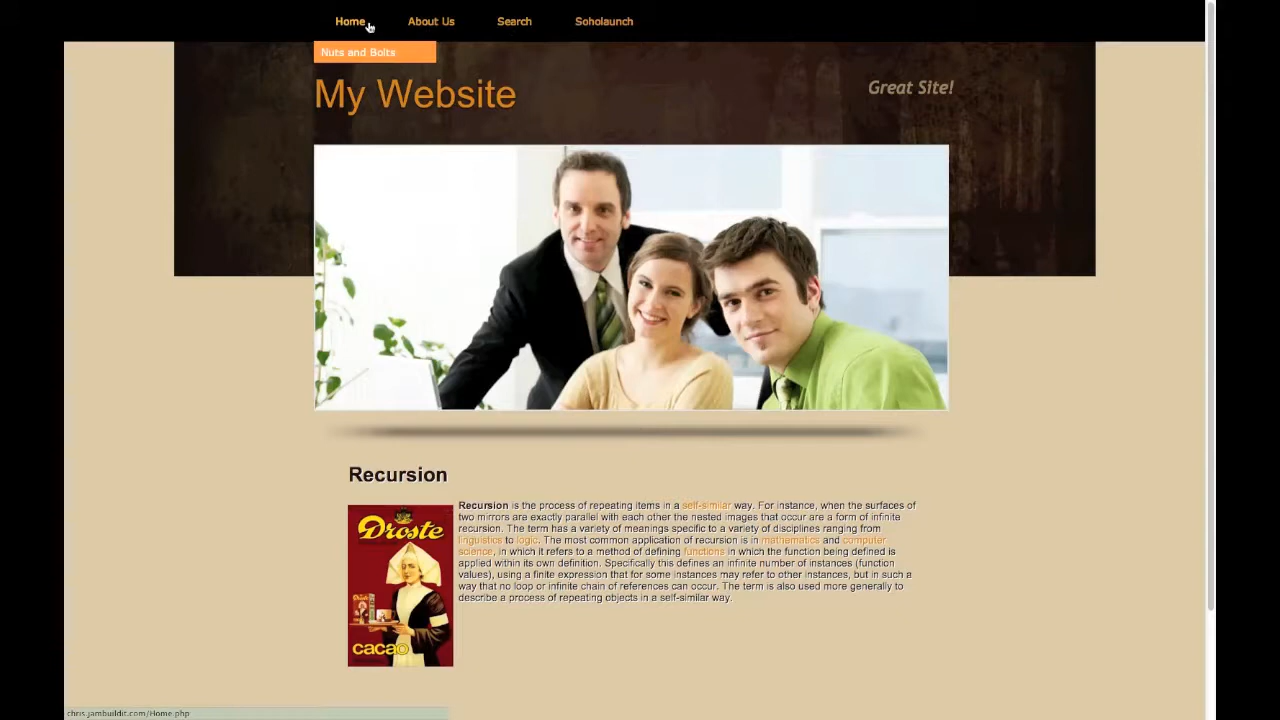 Home About Us Search Soholaunch
Nuts and Bolts
My Website
Great Site!
Recursion
Recursion is the process of repeating items in a self-similar way. For instance, when the surfaces of
two mirrors are exactly parallel with each other the nested images that occur are a form of infinite
recursion. The term has a variety of meanings specific to a variety of disciplines ranging from
linguistics to logic. The most common application of recursion is in mathematics and computer
science, in which it refers to a method of defining functions in which the function being defined is
applied within its own definition. Specifically this defines an infinite number of instances (function
values), using a finite expression that for some instances may refer to other instances, but in such a
way that no loop or infinite chain of references can occur. The term is also used more generally to
describe a process of repeating objects in a self-similar way.
Droste
cacao
chris.jambuildit.com/Home.php